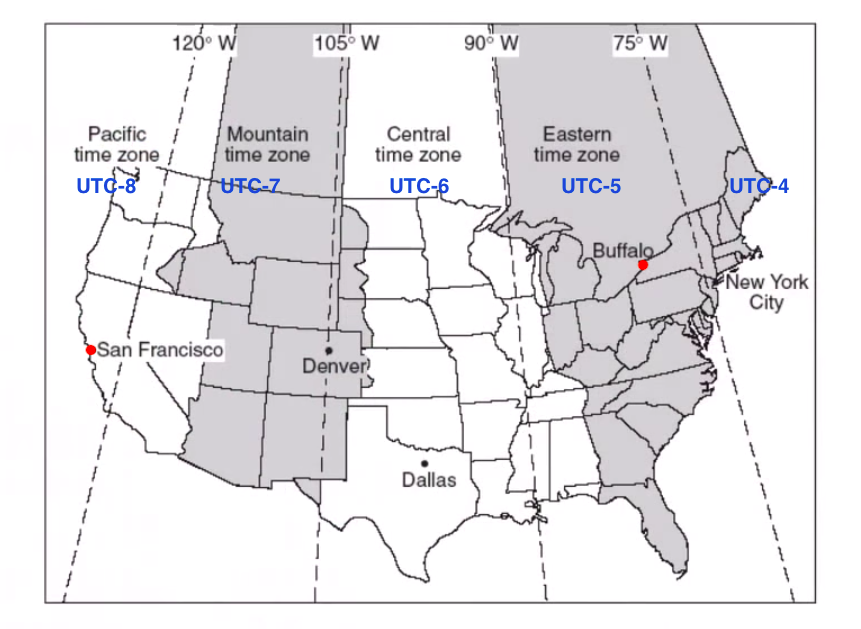 120° W
105° W
90° W
75° W
Pacific
time zone
UTC-8
Mountain
time zone
UTC-7
Central
time zone
UTC-6
Eastern
time zone
UTC-5
UTC-4
Buffalo
New York
City
San Francisco
Denver
Dallas